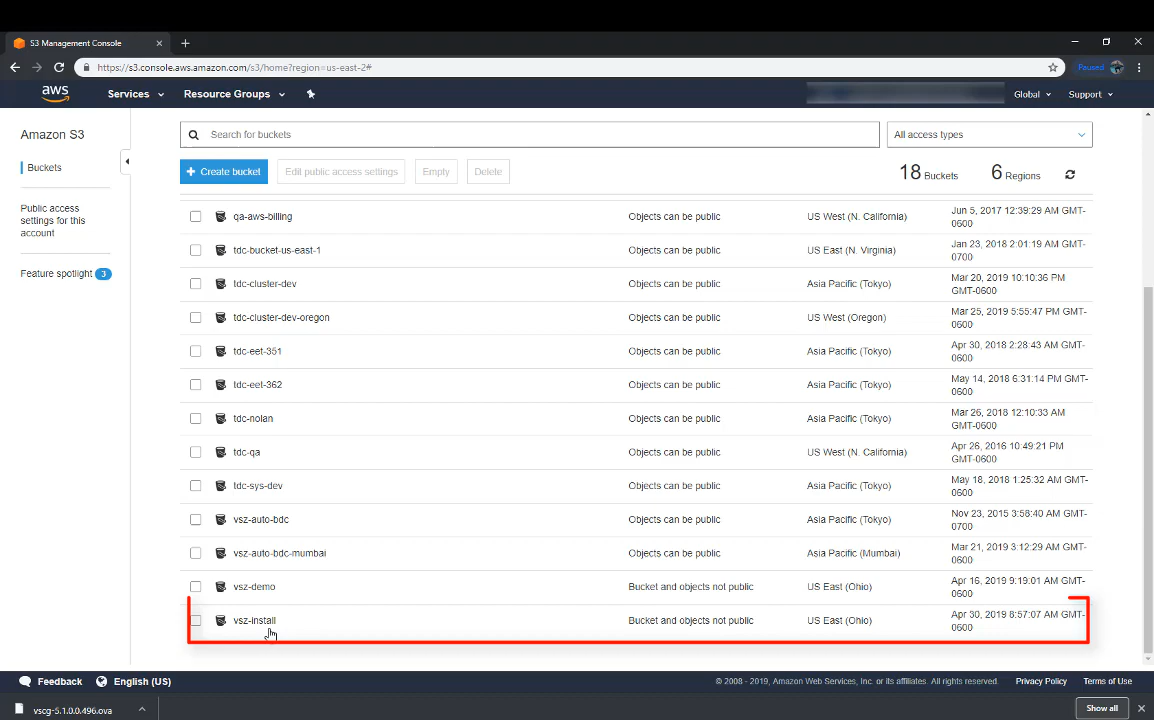 S3 Management Console
https://s3.console.aws.amazon.com/s3/home?region=us-east-2#
Paused
aws
Services
Resource Groups
Global
Support
Amazon S3
Buckets
Public access
settings for this
account
Feature spotlight 3
Search for buckets
All access types
+ Create bucket
Edit public access settings
Empty
Delete
18 Buckets
6 Regions
qa-aws-billing Objects can be public US West (N. California) Jun 5, 2017 12:39:29 AM GMT-
0600
tdc-bucket-us-east-1 Objects can be public US East (N. Virginia) Jan 23, 2018 2:01:19 AM GMT-
0700
tdc-cluster-dev Objects can be public Asia Pacific (Tokyo) Mar 20, 2019 10:10:36 PM
GMT-0600
tdc-cluster-dev-oregon Objects can be public US West (Oregon) Mar 25, 2019 5:55:47 PM GMT-
0600
tdc-eet-351 Objects can be public Asia Pacific (Tokyo) Apr 30, 2018 2:28:43 AM GMT-
0600
tdc-eet-362 Objects can be public Asia Pacific (Tokyo) May 14, 2018 6:31:14 PM GMT-
0600
tdc-nolan Objects can be public Asia Pacific (Tokyo) Mar 26, 2018 12:10:33 AM
GMT-0600
tdc-qa Objects can be public US West (N. California) Apr 26, 2016 10:49:21 PM
GMT-0600
tdc-sys-dev Objects can be public Asia Pacific (Tokyo) May 18, 2018 1:25:32 AM GMT-
0600
vsz-auto-bdc Objects can be public Asia Pacific (Tokyo) Nov 23, 2015 3:58:40 AM GMT-
0700
vsz-auto-bdc-mumbai Objects can be public Asia Pacific (Mumbai) Mar 21, 2019 3:12:29 AM GMT-
0600
vsz-demo Bucket and objects not public US East (Ohio) Apr 16, 2019 9:19:01 AM GMT-
0600
vsz-install Bucket and objects not public US East (Ohio) Apr 30, 2019 8:57:07 AM GMT-
0600
Feedback
English (US)
© 2008 - 2019, Amazon Web Services, Inc. or its affiliates. All rights reserved.
Privacy Policy
Terms of Use
vscg-5.1.0.0.496.ova
Show all